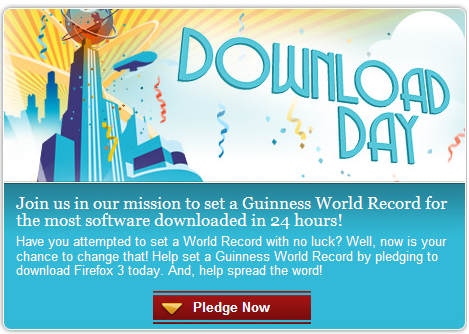 DOWNLOAD
DAY
Join us in our mission to set a Guinness World Record for
the most software downloaded in 24 hours!
Have you attempted to set a World Record with no luck? Well, now is your
chance to change that! Help set a Guinness World Record by pledging to
download Firefox 3 today. And, help spread the word!
Pledge Now